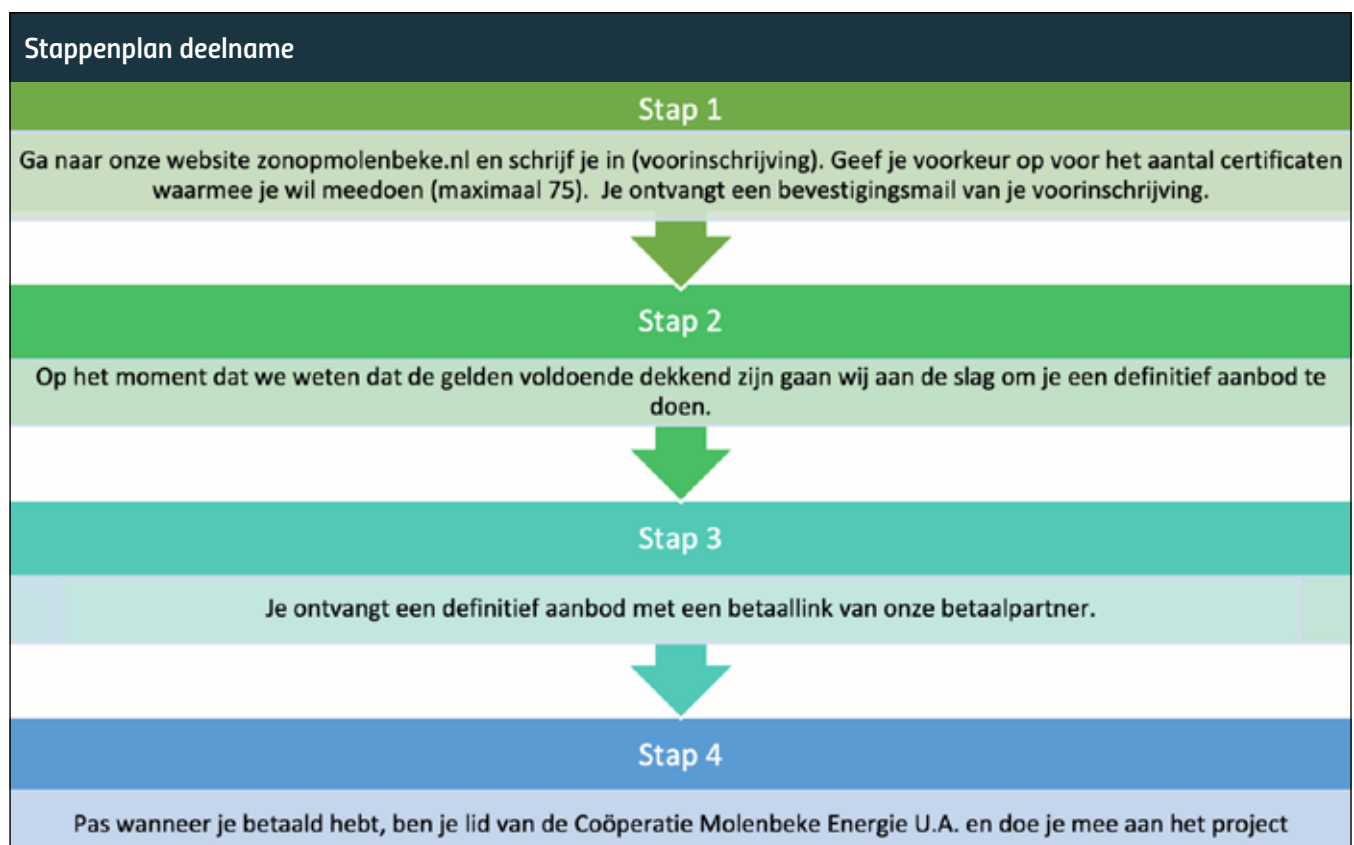 Stappenplan deelname
Stap 1
Ga naar onze website zonopmolenbeke.nl en schrijf je in (voorinschrijving). Geef je voorkeur op voor het aantal certificaten
waarmee je wil meedoen (maximaal 75).  Je ontvangt een bevestigingsmail van je voorinschrijving.
Stap 2
Op het moment dat we weten dat de gelden voldoende dekkend zijn gaan wij aan de slag om je een definitief aanbod te
doen.
Stap 3
Je ontvangt een definitief aanbod met een betaallink van onze betaalpartner.
Stap 4
Pas wanneer je betaald hebt, ben je lid van de Coöperatie Molenbeke Energie U.A. en doe je mee aan het project